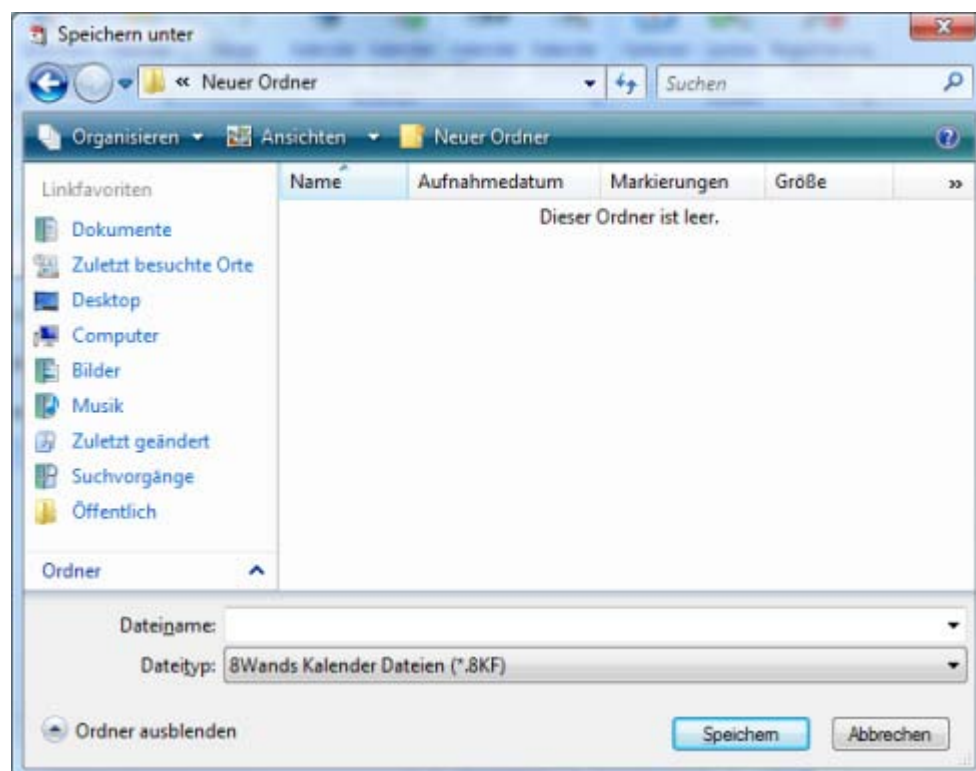 Speichern unter
« Neuer Ordner
Suchen
Organisieren Ansichten Neuer Ordner
Linkfavoriten
Name Aufnahmedatum Markierungen Größe »
Dieser Ordner ist leer.
Dokumente
Zuletzt besuchte Orte
Desktop
Computer
Bilder
Musik
Zuletzt geändert
Suchvorgänge
Öffentlich
Ordner
Dateiname:
Dateityp: 8Wands Kalender Dateien (*.8KF)
Ordner ausblenden
Speichern Abbrechen